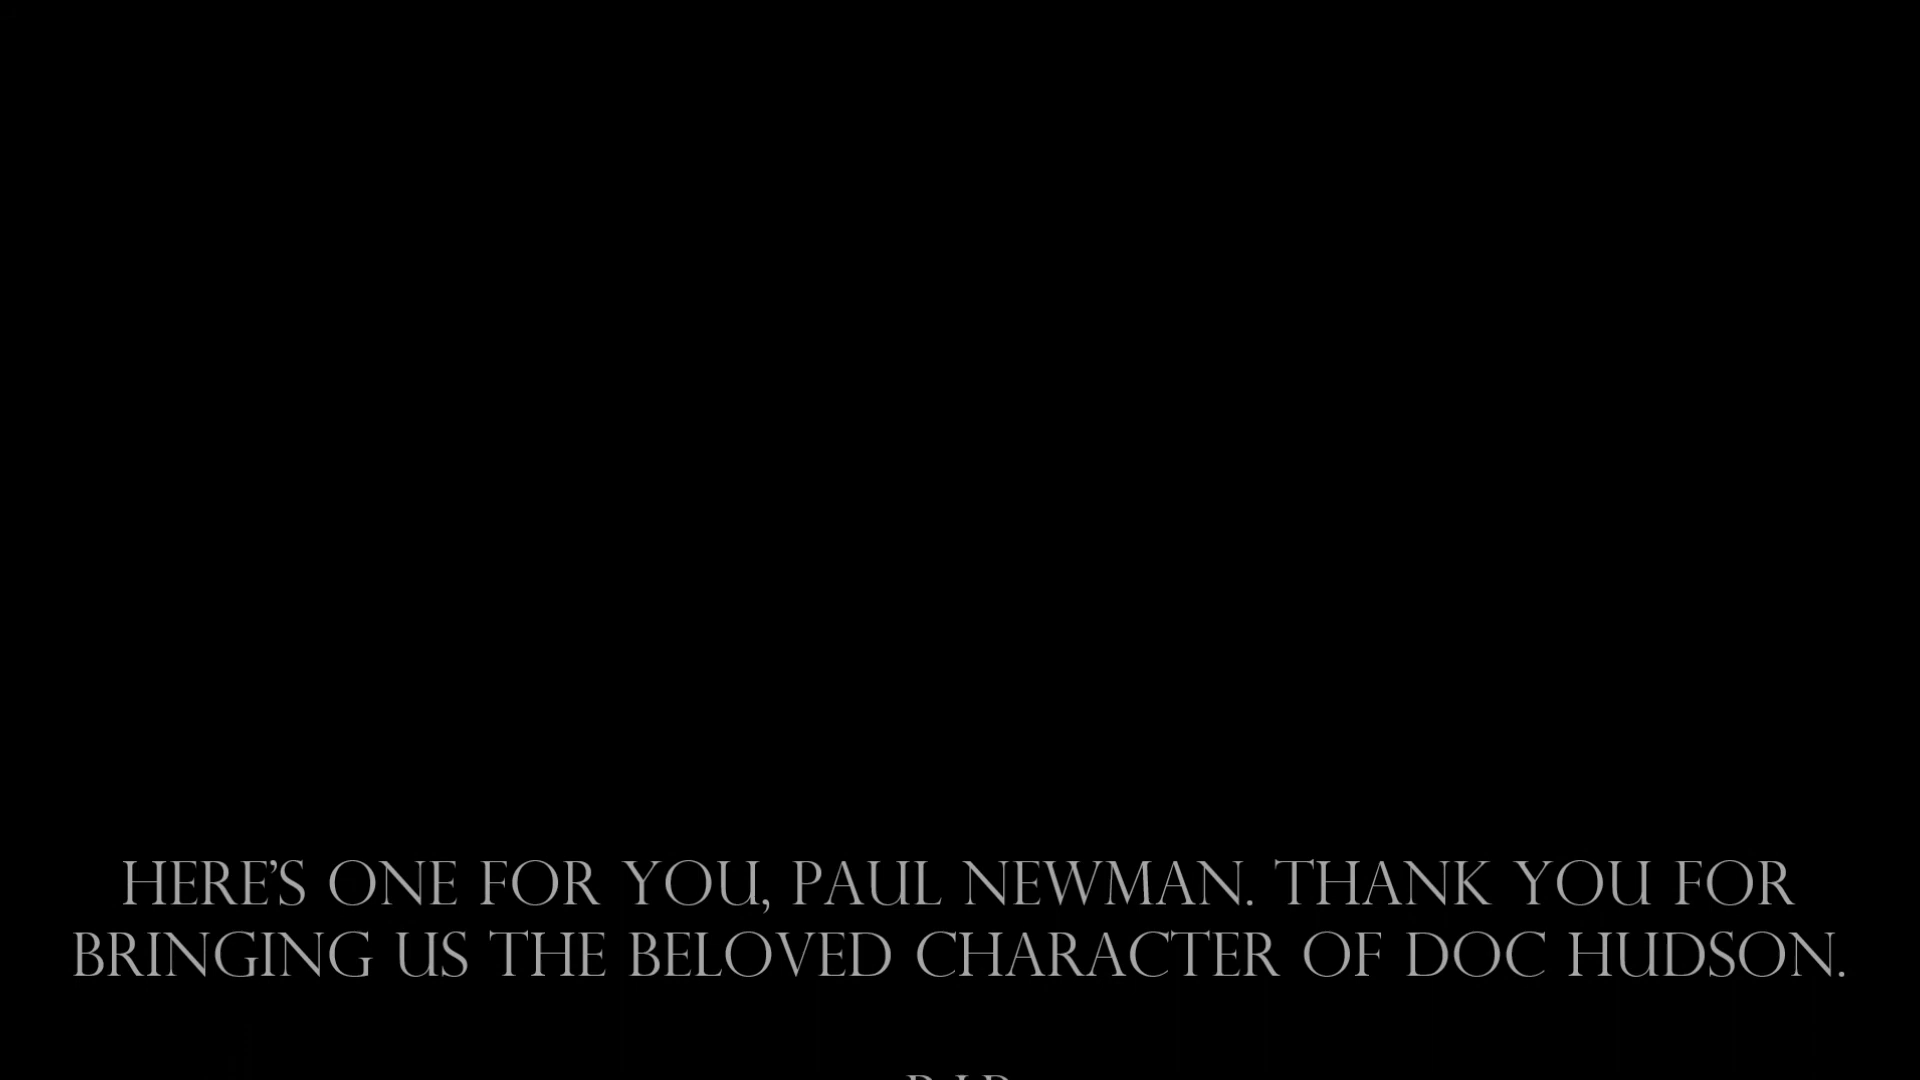 HERE'S ONE FOR YOU, PAUL NEWMAN. THANK YOU FOR
BRINGING US THE BELOVED CHARACTER OF DOC HUDSON.